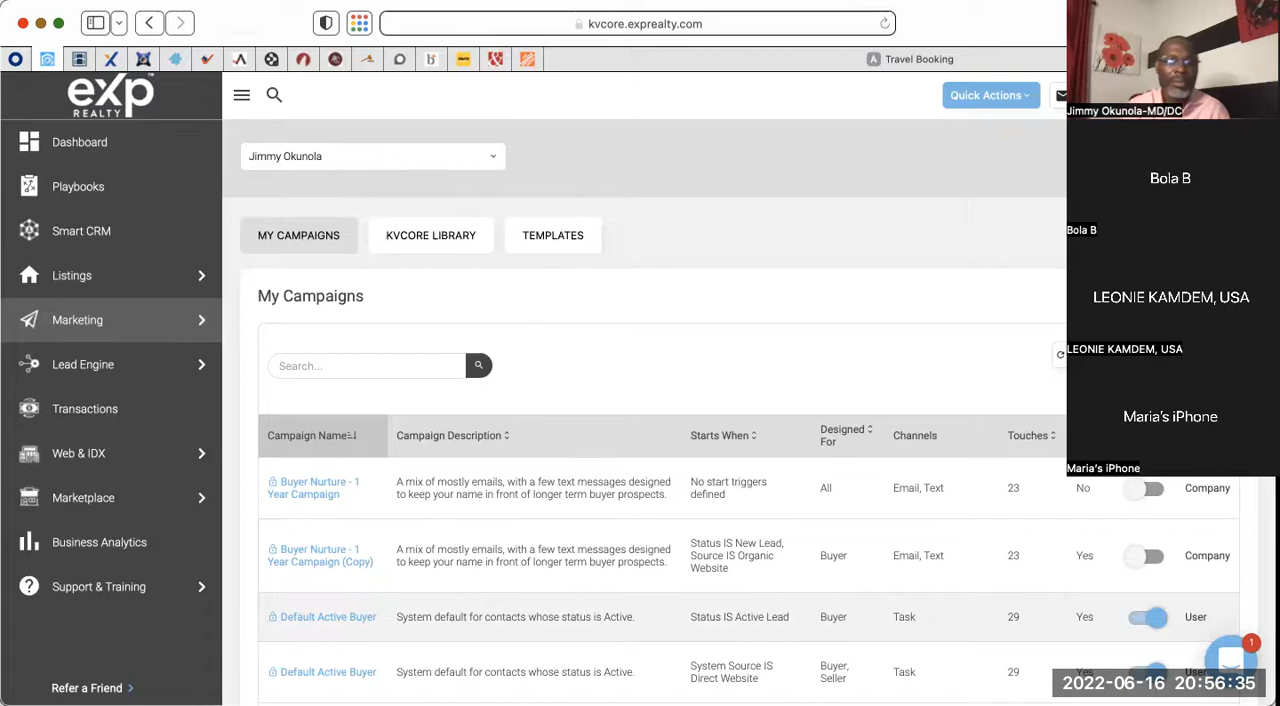 kvcore.exprealty.com
Travel Booking
eXp
REALTY
Quick Actions
Dashboard
Playbooks
Smart CRM
Listings
Marketing
Lead Engine
Transactions
Web & IDX
Marketplace
Business Analytics
Support & Training
Refer a Friend
Jimmy Okunola
MY CAMPAIGNS
KVCORE LIBRARY
TEMPLATES
My Campaigns
Search...
Campaign Name
Campaign Description
Starts When
Designed
For
Channels
Touches
Buyer Nurture - 1
Year Campaign
A mix of mostly emails, with a few text messages designed
to keep your name in front of longer term buyer prospects.
No start triggers
defined
All
Email, Text
23
No
Company
Buyer Nurture - 1
Year Campaign (Copy)
A mix of mostly emails, with a few text messages designed
to keep your name in front of longer term buyer prospects.
Status IS New Lead,
Source IS Organic
Website
Buyer
Email, Text
23
Yes
Company
Default Active Buyer
System default for contacts whose status is Active.
Status IS Active Lead
Buyer
Task
29
Yes
User
Default Active Buyer
System default for contacts whose status is Active.
System Source IS
Direct Website
Buyer,
Seller
Task
29
Jimmy Okunola-MD/DC
Bola B
Bola B
LEONIE KAMDEM, USA
LEONIE KAMDEM, USA
Maria's iPhone
Maria's iPhone
1
2022-06-16 20:56:35